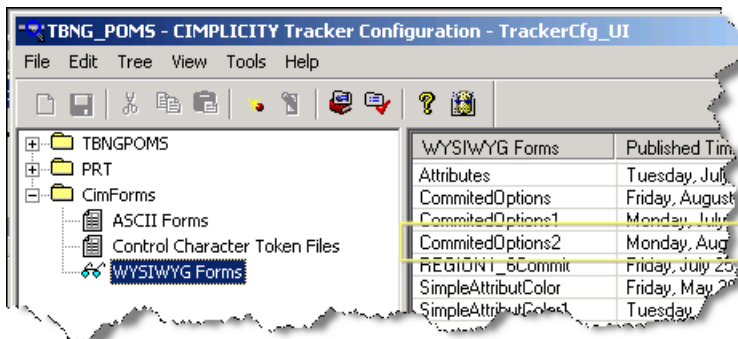 TBNG_POMS - CIMPLICITY Tracker Configuration - TrackerCfg_UI
File Edit Tree View Tools Help
TBNGPOMS
PRT
CimForms
ASCII Forms
Control Character Token Files
WYSIWYG Forms
WYSIWYG Forms Published Tim
Attributes Tuesday, July
CommitedOptions Friday, August
CommitedOptions1 Monday, July
CommitedOptions2 Monday, Aug
REGION1_6Commit Friday, July 25,
SimpleAttributColor Friday, May
SimpleAttributColor1 Tuesday,